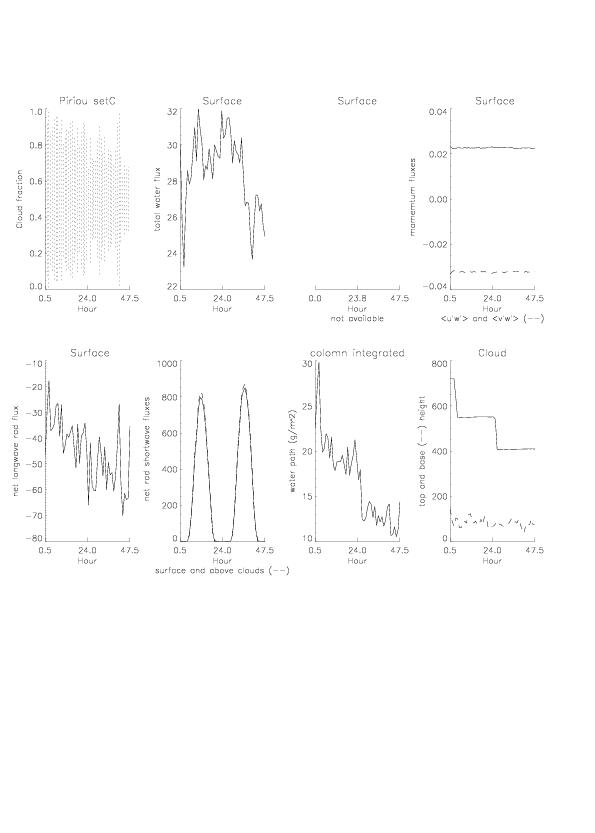 Piriou setC
Cloud fraction
1.0
0.8
0.6
0.4
0.2
0.0
0.5 24.0 47.5
Hour
Surface
total water flux
32
30
28
26
24
22
0.5 24.0 47.5
Hour
Surface
0.0 23.8 47.5
Hour
not available
Surface
momemtum fluxes
0.04
0.02
0.00
-0.02
-0.04
0.5 24.0 47.5
Hour
<u'w'> and <v'w'> (--)
Surface
net longwave rad flux
-10
-20
-30
-40
-50
-60
-70
-80
0.5 24.0 47.5
Hour
net rad shortwave fluxes
1000
800
600
400
200
0
0.5 24.0 47.5
Hour
surface and above clouds (--)
colomn integrated
water path (g/mm2)
30
25
20
15
10
0.5 24.0 47.5
Hour
Cloud
top and base (--) height
800
600
400
200
0
0.5 24.0 47.5
Hour